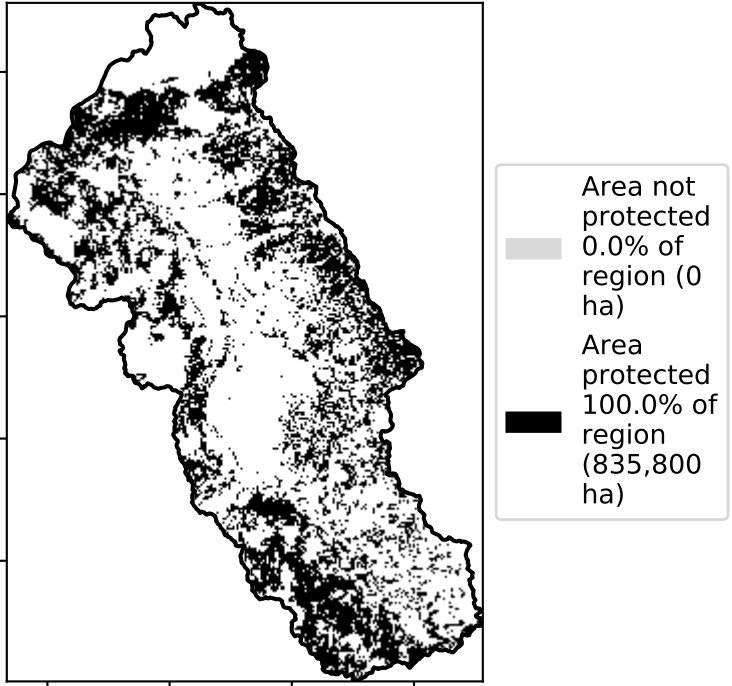 Area not
protected
0.0% of
region (0
ha)
Area
protected
100.0% of
region
(835,800
ha)